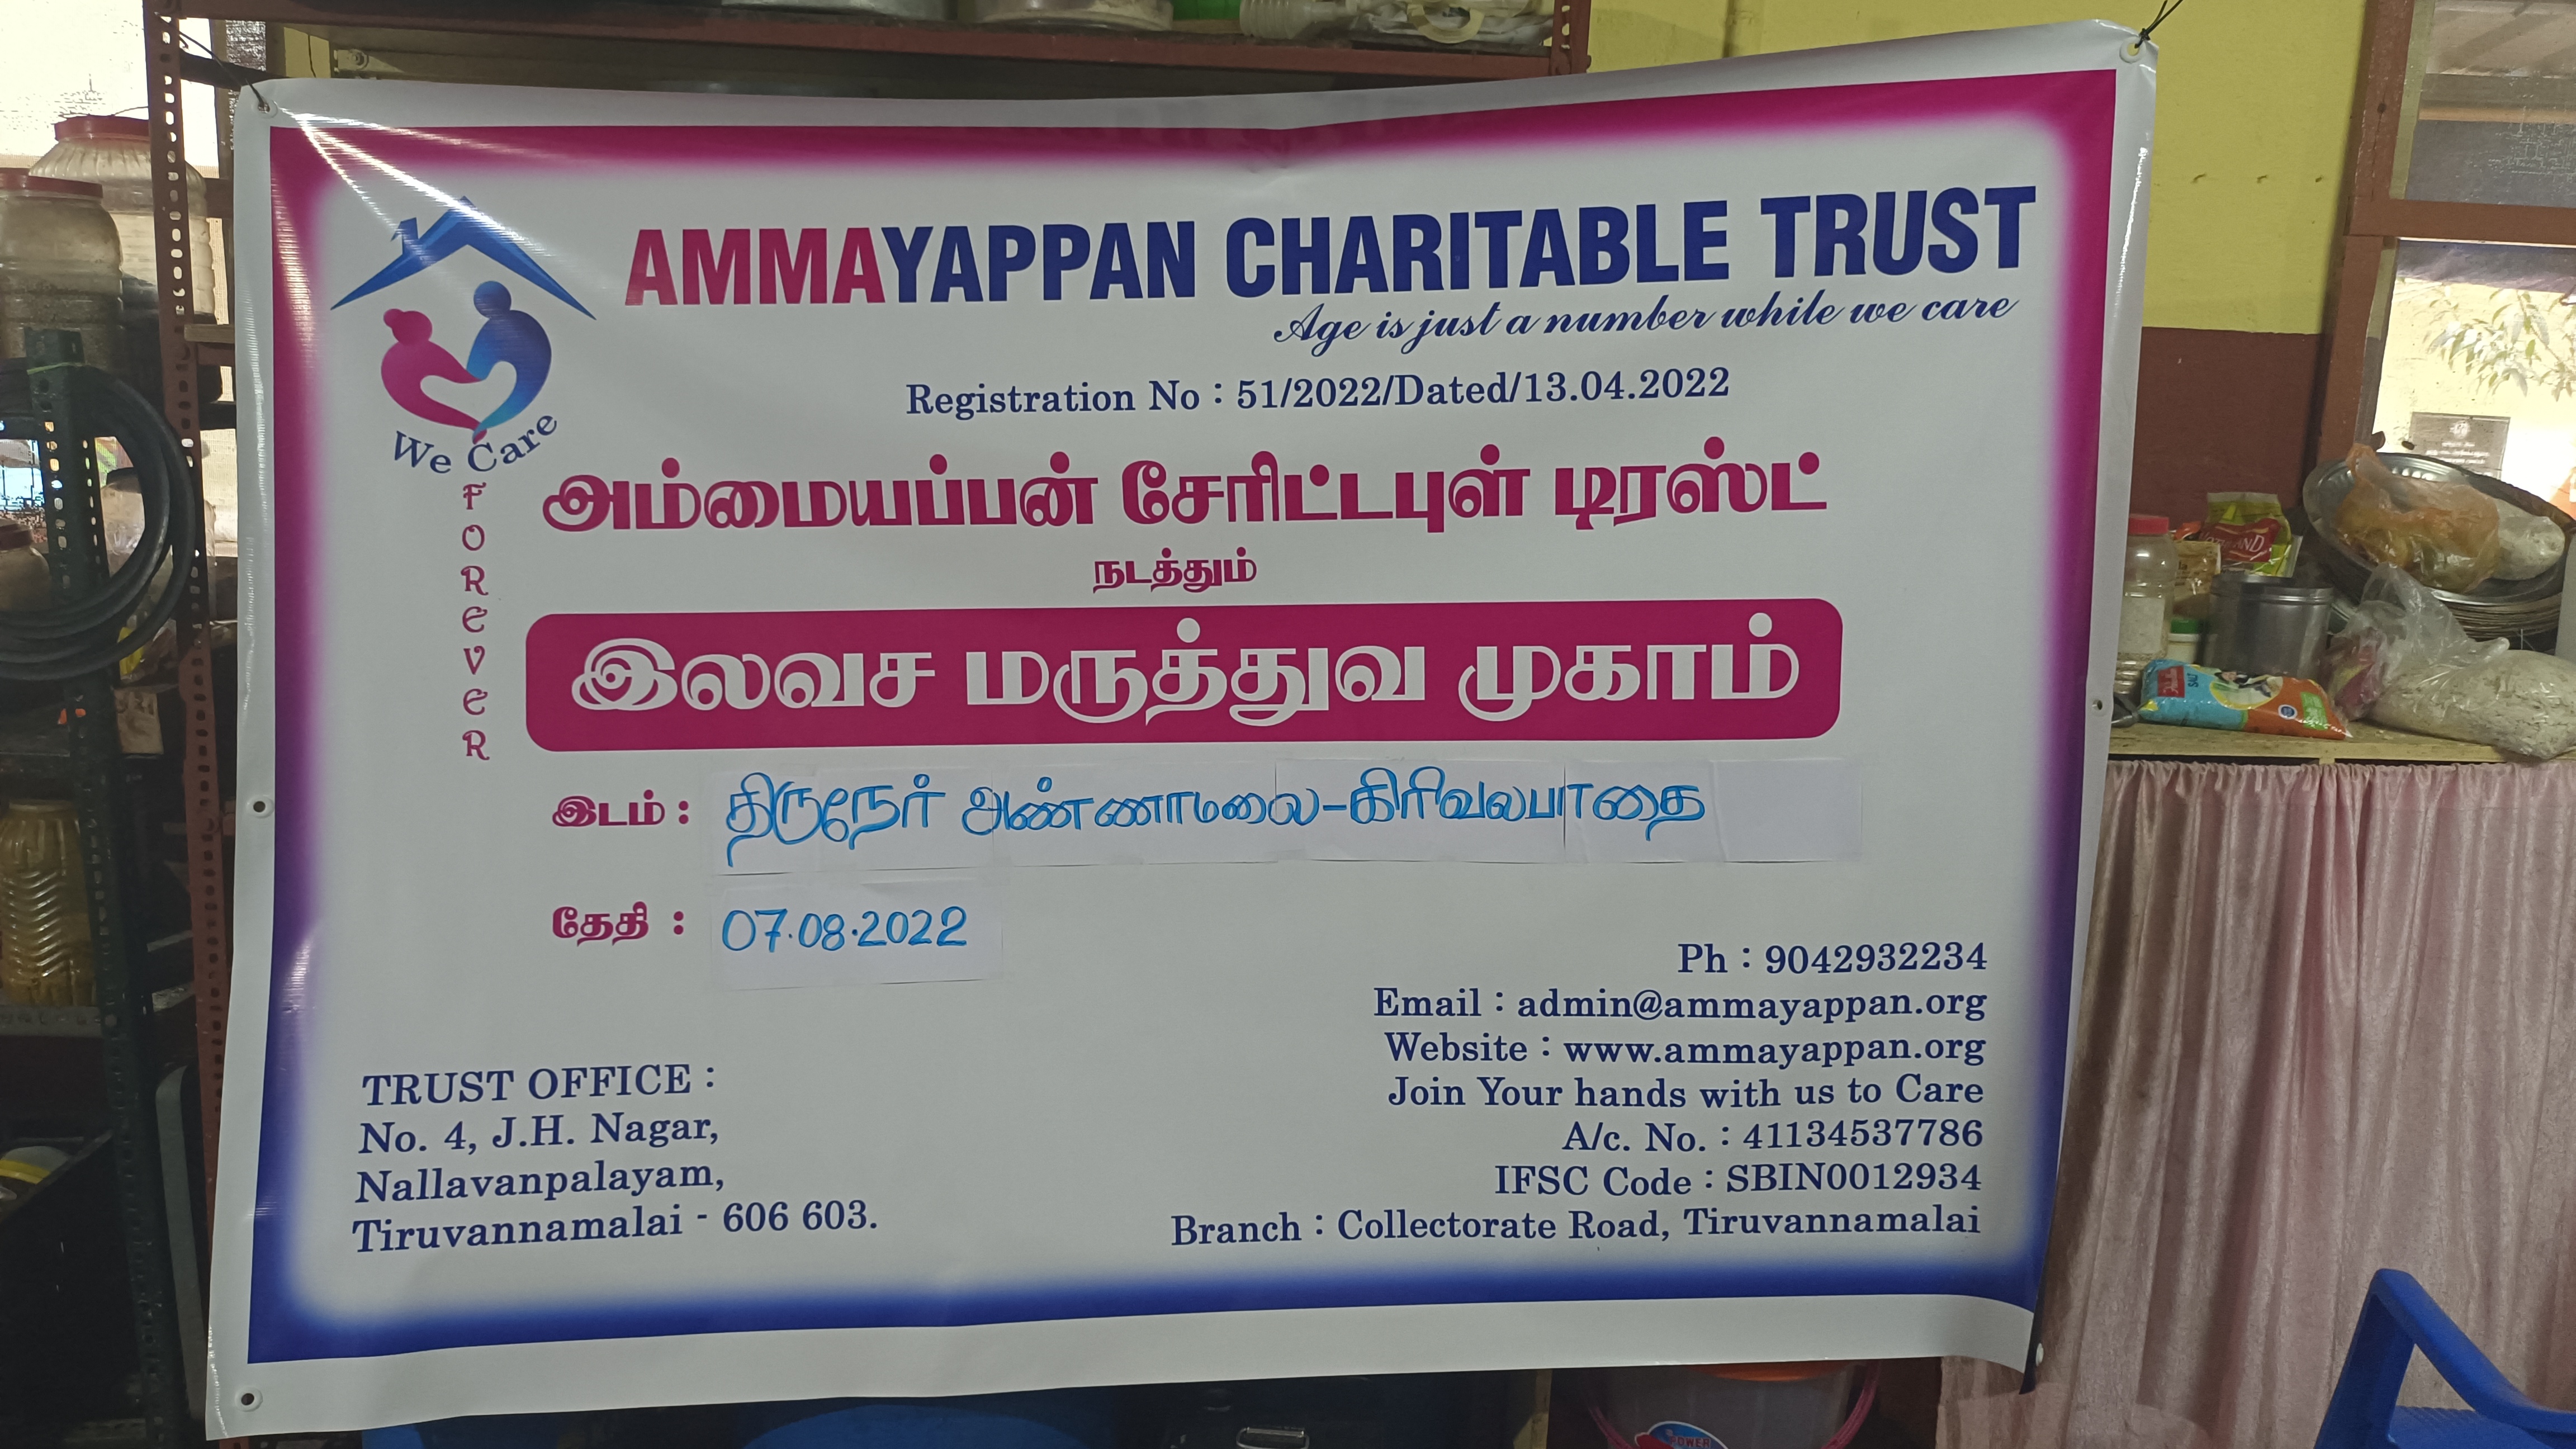 AMMAYAPPAN CHARITABLE TRUST
Age is just a number while we care
Registration No : 51/2022/Dated/13.04.2022
We Care
FOREVER
அம்மையப்பன் சேரிட்டபுள் டிரஸ்ட்
நடத்தும்
இலவச மருத்துவ முகாம்
இடம் : திருநேர் அண்ணாமலை-கிரிவலபாதை
தேதி : 07.08.2022
Ph : 9042932234
Email : admin@ammayappan.org
Website : www.ammayappan.org
Join Your hands with us to Care
A/c. No. : 41134537786
IFSC Code : SBIN0012934
Branch : Collectorate Road, Tiruvannamalai
TRUST OFFICE :
No. 4, J.H. Nagar,
Nallavanpalayam,
Tiruvannamalai - 606 603.
SALT
POWER